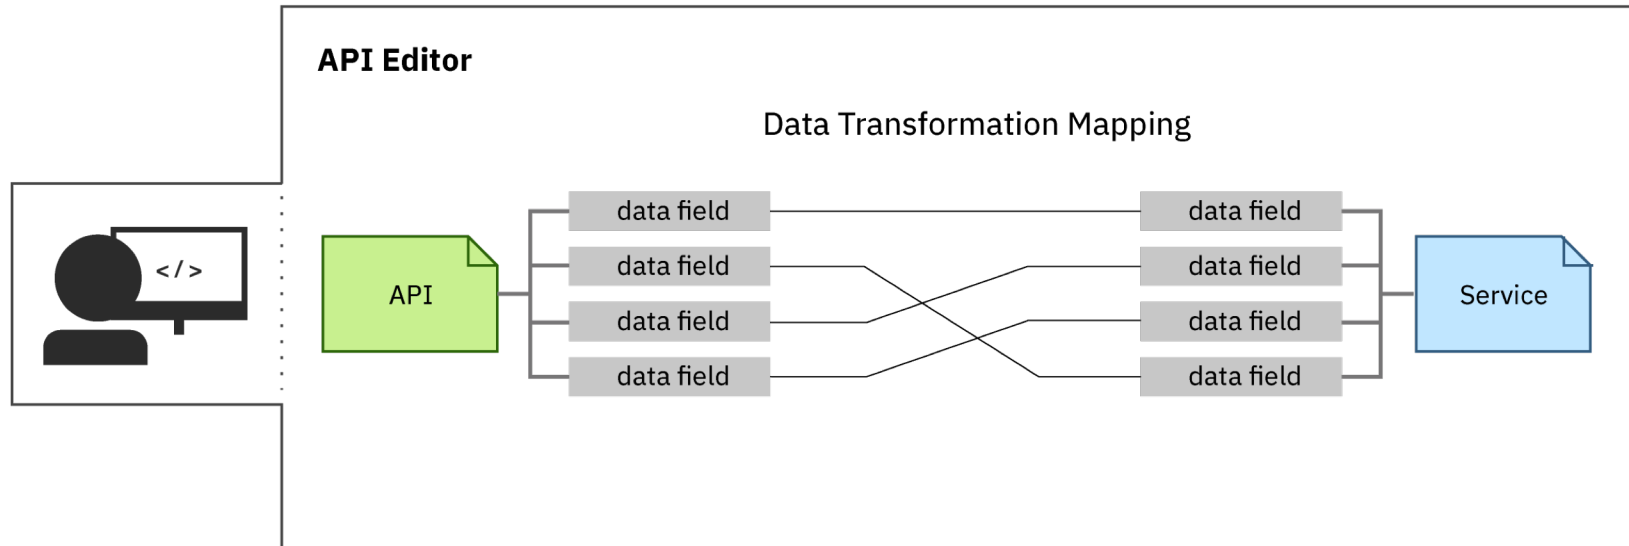 API Editor
Data Transformation Mapping
</>
API
data field
data field
data field
data field
data field
data field
data field
data field
Service